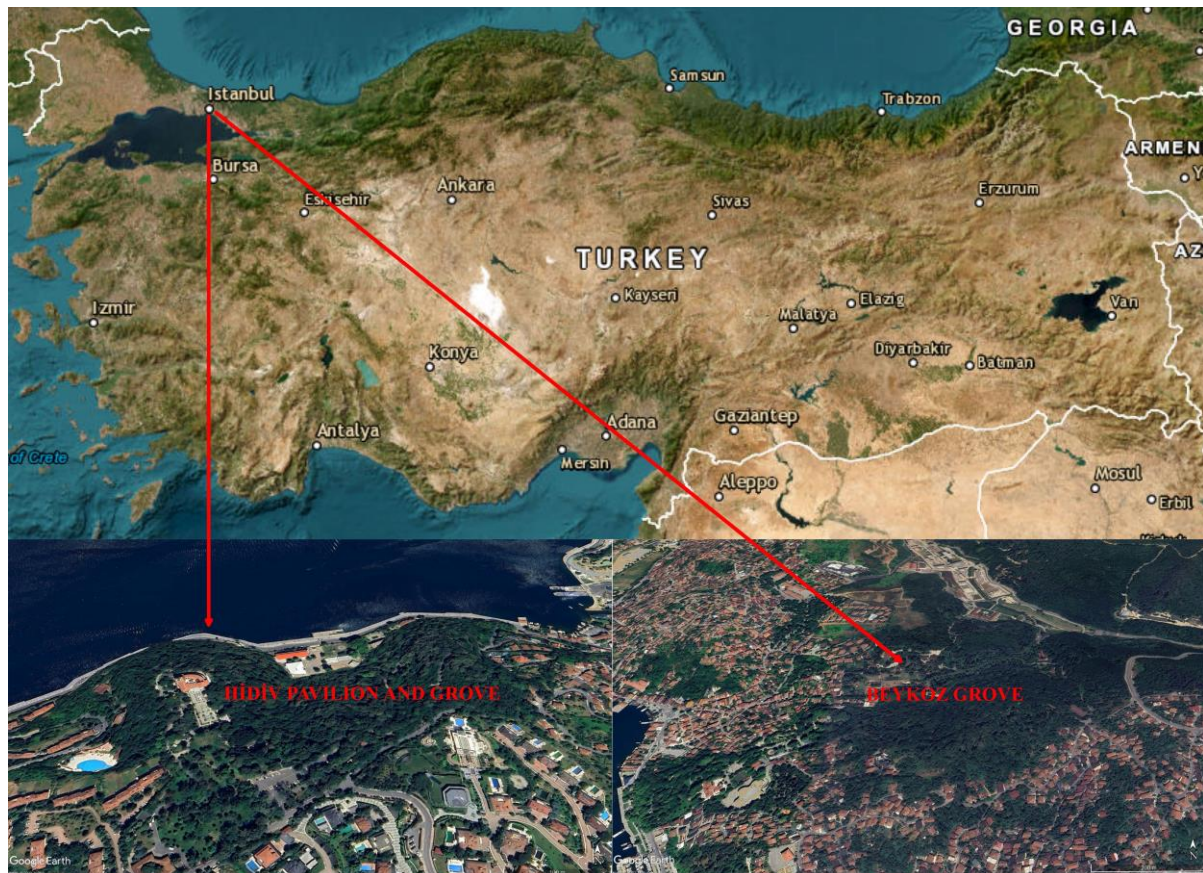 GEORGIA
Samsun
Istanbul
Trabzon
ARMEN
Bursa
Y
Eskisehir
Ankara
Sivas
Erzurum
TURKEY
AZ
Kayseri
Elazig
Van
Izmir
Malatya
Konya
Diyarbakir
Batman
Antalya
Adana
Gaziantep
of Crete
Mersin
Aleppo
Mosul
Erbil
HİDİV PAVILION AND GROVE
BEYKOZ GROVE
Google Earth
Google Earth